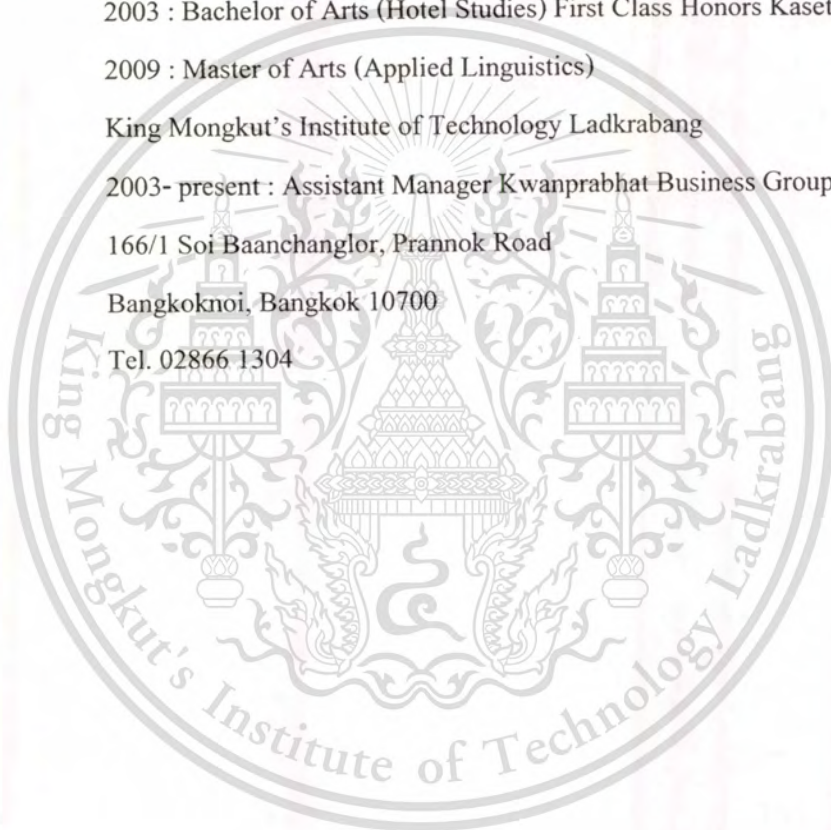 2003 : Bachelor of Arts (Hotel Studies) First Class Honors
2009 : Master of Arts (Applied Linguistics)
King Mongkut's Institute of Technology Ladkrabang
2003- present : Assistant Manager Kwanprabhat Business Group
166/1 Soi Baanchanglor, Prannok Road
Bangkoknoi, Bangkok 10700
Tel. 02866 1304
King Mongkut's Institute of Technology Ladkrabang